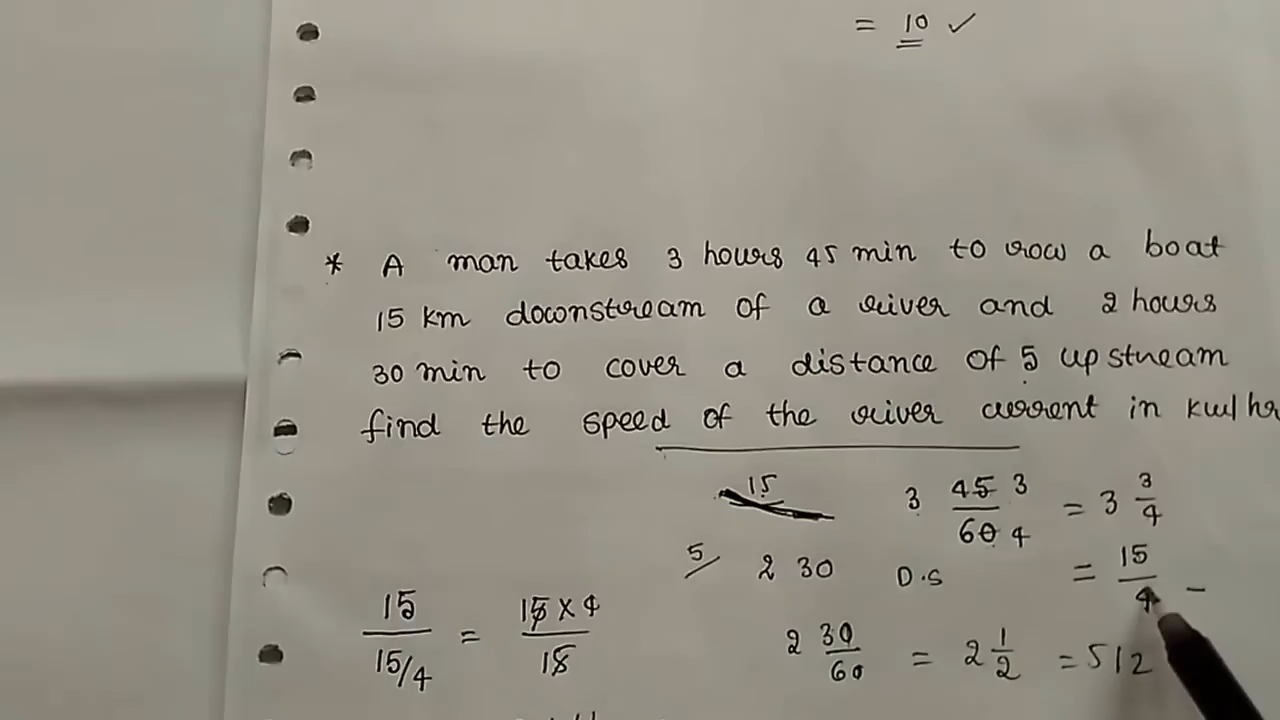 = 10 ✓
* A man takes 3 hours 45 min to row a boat
15 km downstream of a river and 2 hours
30 min to cover a distance of 5 upstream
find the speed of the river current in km/hr
15
3 45/60 3 4 = 3 3/4
5/ 2 30 D.S = 15/4 -
15 / 15/4 = 15 x 4 / 15
2 30/60 = 2 1/2 = 5/2